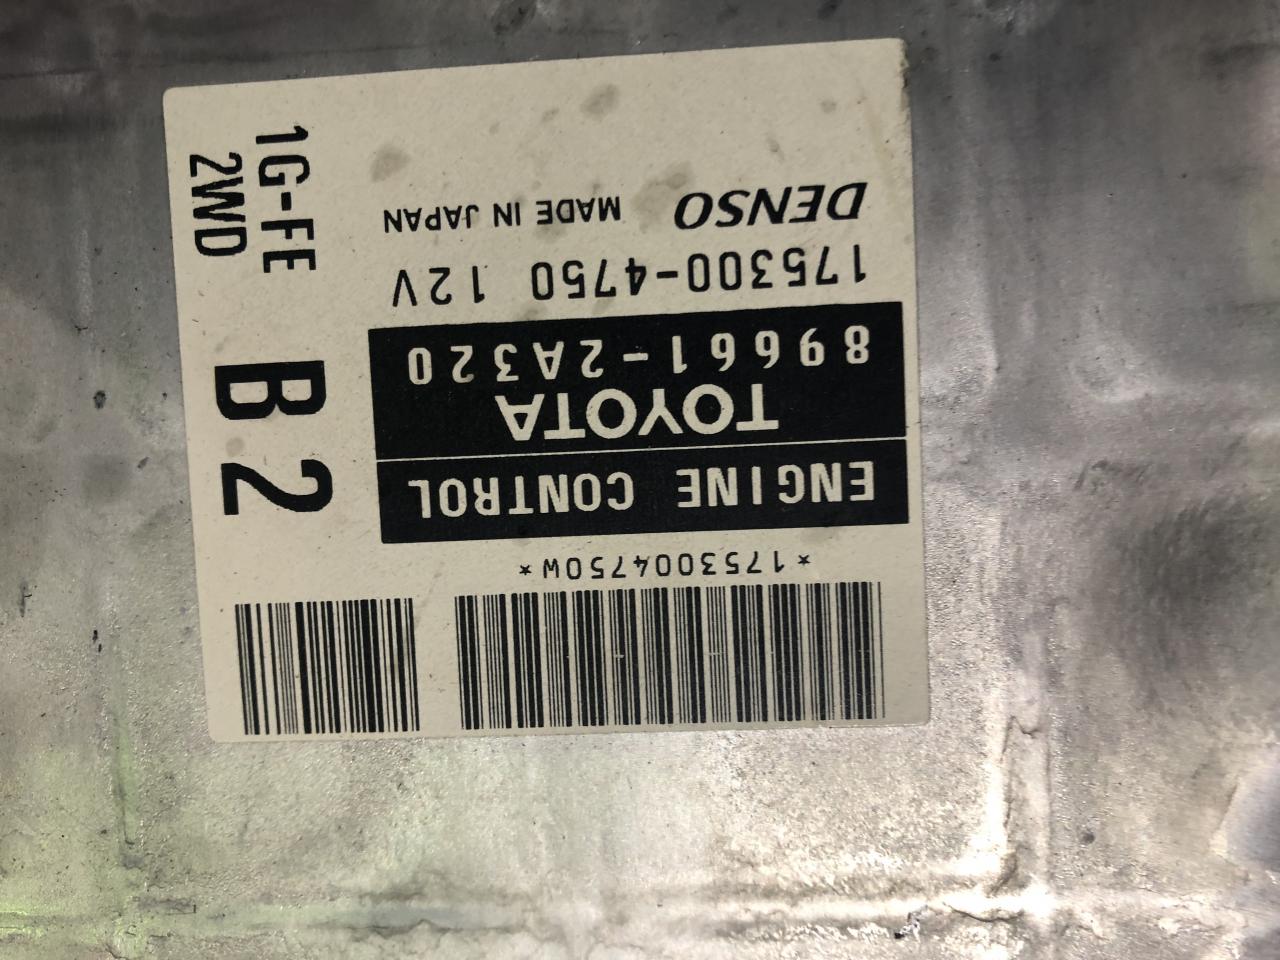 *1753004750W*
ENGINE CONTROL
TOYOTA
89661-2A320
175300-4750 12V
DENSO MADE IN JAPAN
B2
1G-FE
2WD